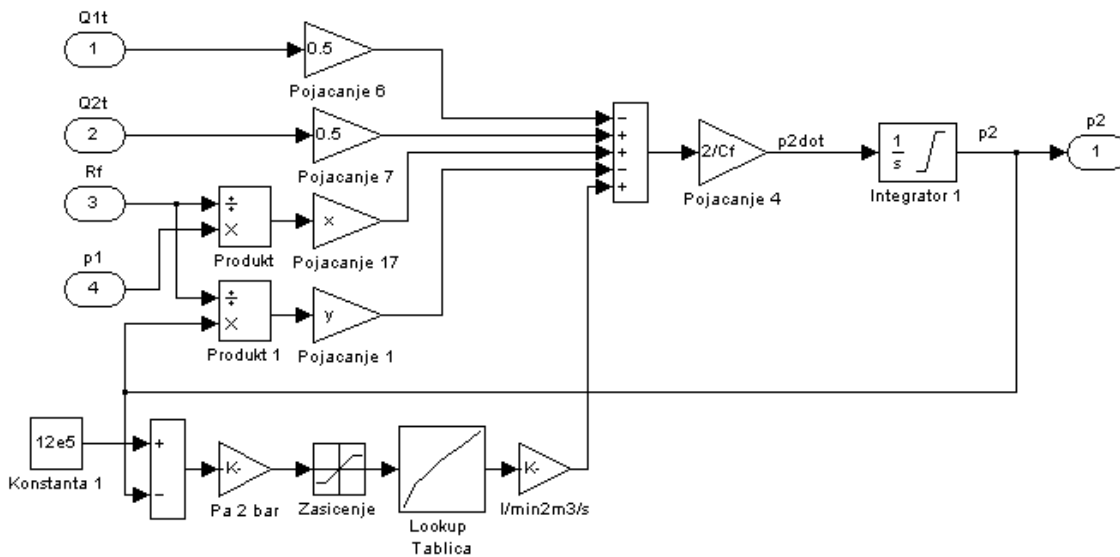 Q1t
1
0.5
Pojacanje 6
Q2t
2
0.5
Pojacanje 7
Rf
3
÷
×
Produkt
x
Pojacanje 17
p1
4
÷
×
Produkt 1
y
Pojacanje 1
−
+
+
−
+
2/Cf
Pojacanje 4
p2dot
1
s
Integrator 1
p2
p2
1
12e5
Konstanta 1
+
−
K-
Pa 2 bar
Zasicenje
Lookup
Tablica
K-
l/min2m3/s